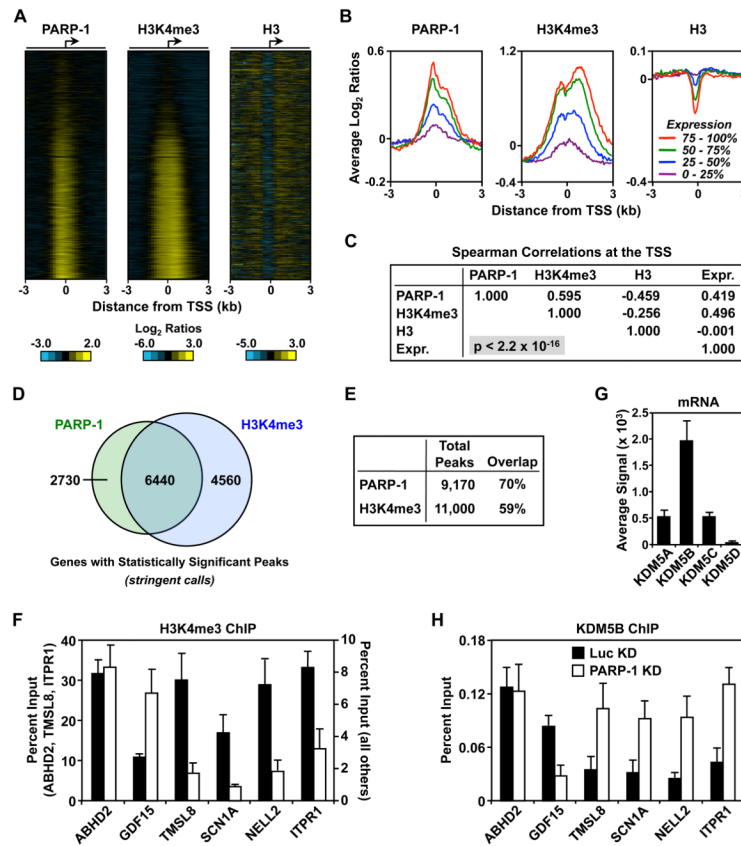 A
PARP-1 H3K4me3 H3
-3 0 3 -3 0 3 -3 0 3
Distance from TSS (kb)
Log2 Ratios
-3.0 2.0 -6.0 3.0 -5.0 3.0
B
PARP-1 H3K4me3 H3
Average Log2 Ratios
0.6
0
-0.2
1.2
0
-0.4
0.1
0
-0.4
Expression
75 - 100%
50 - 75%
25 - 50%
0 - 25%
-3 0 3 -3 0 3 -3 0 3
Distance from TSS (kb)
C
Spearman Correlations at the TSS
PARP-1 H3K4me3 H3 Expr.
PARP-1 1.000 0.595 -0.459 0.419
H3K4me3 1.000 -0.256 0.496
H3 1.000 -0.001
Expr. 1.000
p < 2.2 x 10-16
D
PARP-1 H3K4me3
2730 6440 4560
Genes with Statistically Significant Peaks
(stringent calls)
E
Total
Peaks Overlap
PARP-1 9,170 70%
H3K4me3 11,000 59%
G
mRNA
Average Signal (x 103)
2.5
2.0
1.5
1.0
0.5
0
KDM5A KDM5B KDM5C KDM5D
F
H3K4me3 ChIP
Percent Input
(ABHD2, TMSL8, ITPR1)
40
30
20
10
0
10
8
6
4
2
0
Percent Input (all others)
ABHD2 GDF15 TMSL8 SCN1A NELL2 ITPR1
H
KDM5B ChIP
Luc KD
PARP-1 KD
Percent Input
0.18
0.12
0.06
0
ABHD2 GDF15 TMSL8 SCN1A NELL2 ITPR1